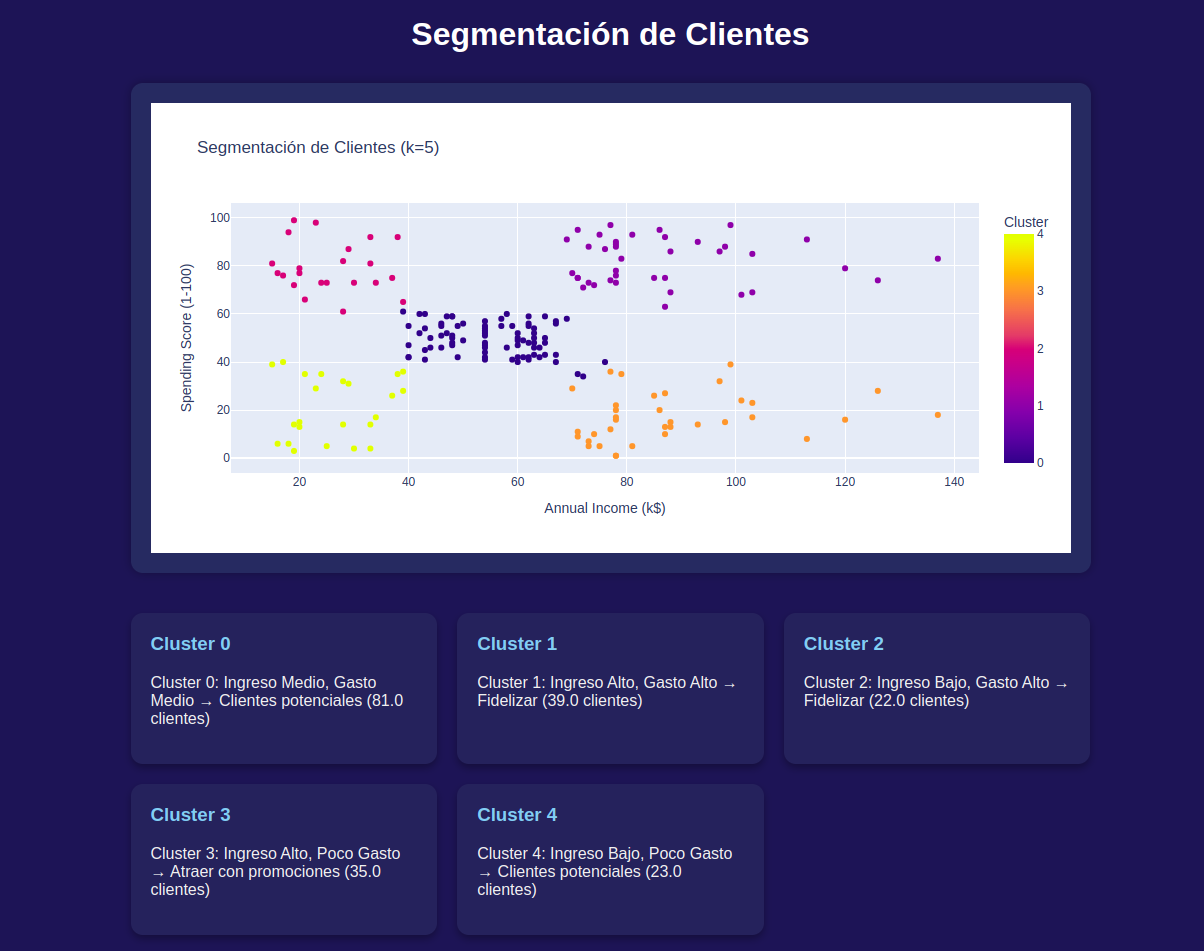 Segmentación de Clientes
Segmentación de Clientes (k=5)
100
80
60
40
20
0
Spending Score (1-100)
20
40
60
80
100
120
140
Annual Income (k$)
Cluster
4
3
2
1
0
Cluster 0
Cluster 0: Ingreso Medio, Gasto
Medio → Clientes potenciales (81.0
clientes)
Cluster 1
Cluster 1: Ingreso Alto, Gasto Alto →
Fidelizar (39.0 clientes)
Cluster 2
Cluster 2: Ingreso Bajo, Gasto Alto →
Fidelizar (22.0 clientes)
Cluster 3
Cluster 3: Ingreso Alto, Poco Gasto
→ Atraer con promociones (35.0
clientes)
Cluster 4
Cluster 4: Ingreso Bajo, Poco Gasto
→ Clientes potenciales (23.0
clientes)